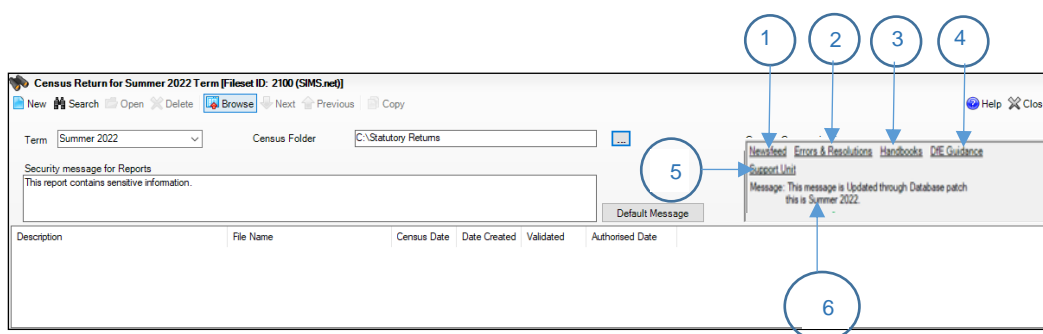 1 2 3 4
Census Return for Summer 2022 Term [Fileset ID: 2100 (SIMS.net)]
New Search Open Delete Browse Next Previous Copy Help Clos
Term Summer 2022 Census Folder C:\Statutory Returns ...
Newsfeed Errors & Resolutions Handbooks DfE Guidance
5 Support Unit
Security message for Reports
This report contains sensitive information.
Message: This message is Updated through Database patch
this is Summer 2022.
Default Message
Description File Name Census Date Date Created Validated Authorised Date
6